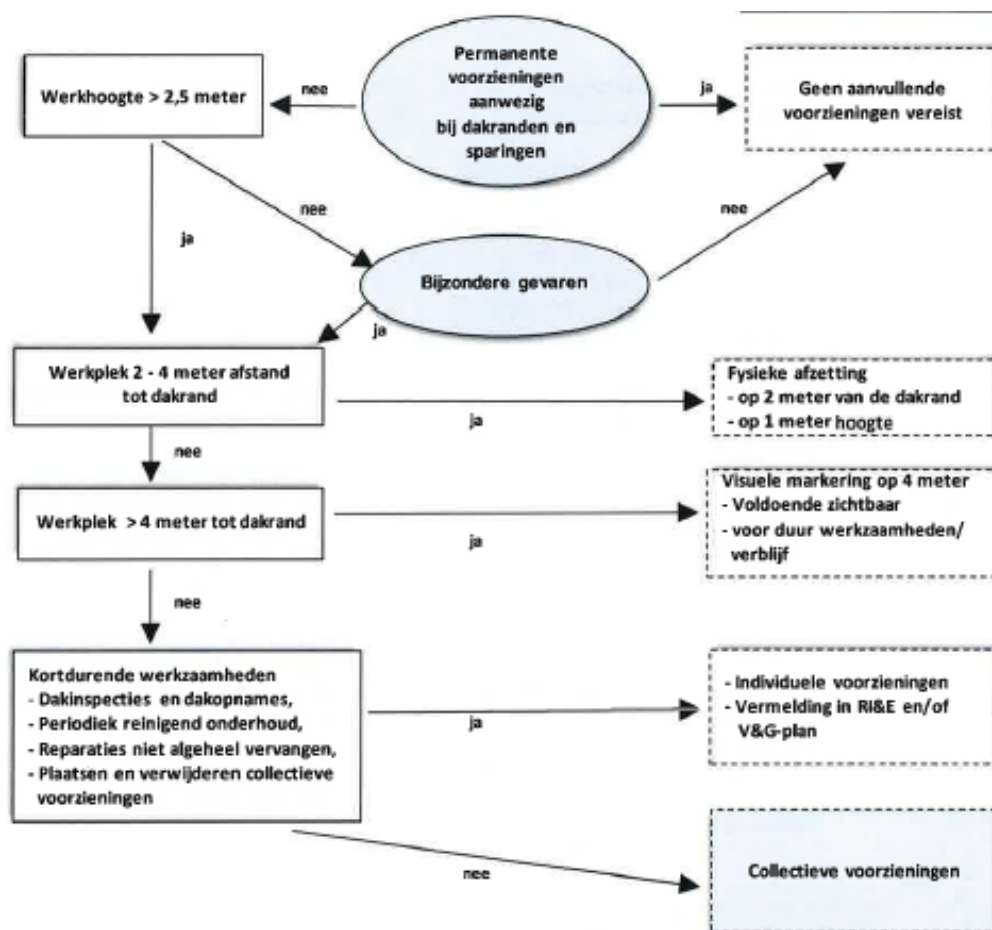 Permanente
voorzieningen
aanwezig
bij dakranden en
sparingen
nee
ja
Werkhoogte > 2,5 meter
Geen aanvullende
voorzieningen vereist
nee
nee
ja
Bijzondere gevaren
ja
Werkplek 2 - 4 meter afstand
tot dakrand
ja
Fysieke afzetting
- op 2 meter van de dakrand
- op 1 meter hoogte
nee
Werkplek > 4 meter tot dakrand
ja
Visuele markering op 4 meter
- Voldoende zichtbaar
- voor duur werkzaamheden/
verblijf
nee
Kortdurende werkzaamheden
- Dakinspecties en dakopnames,
- Periodiek reinigend onderhoud,
- Reparaties niet algeheel vervangen,
- Plaatsen en verwijderen collectieve
voorzieningen
ja
- Individuele voorzieningen
- Vermelding in RI&E en/of
V&G-plan
nee
Collectieve voorzieningen